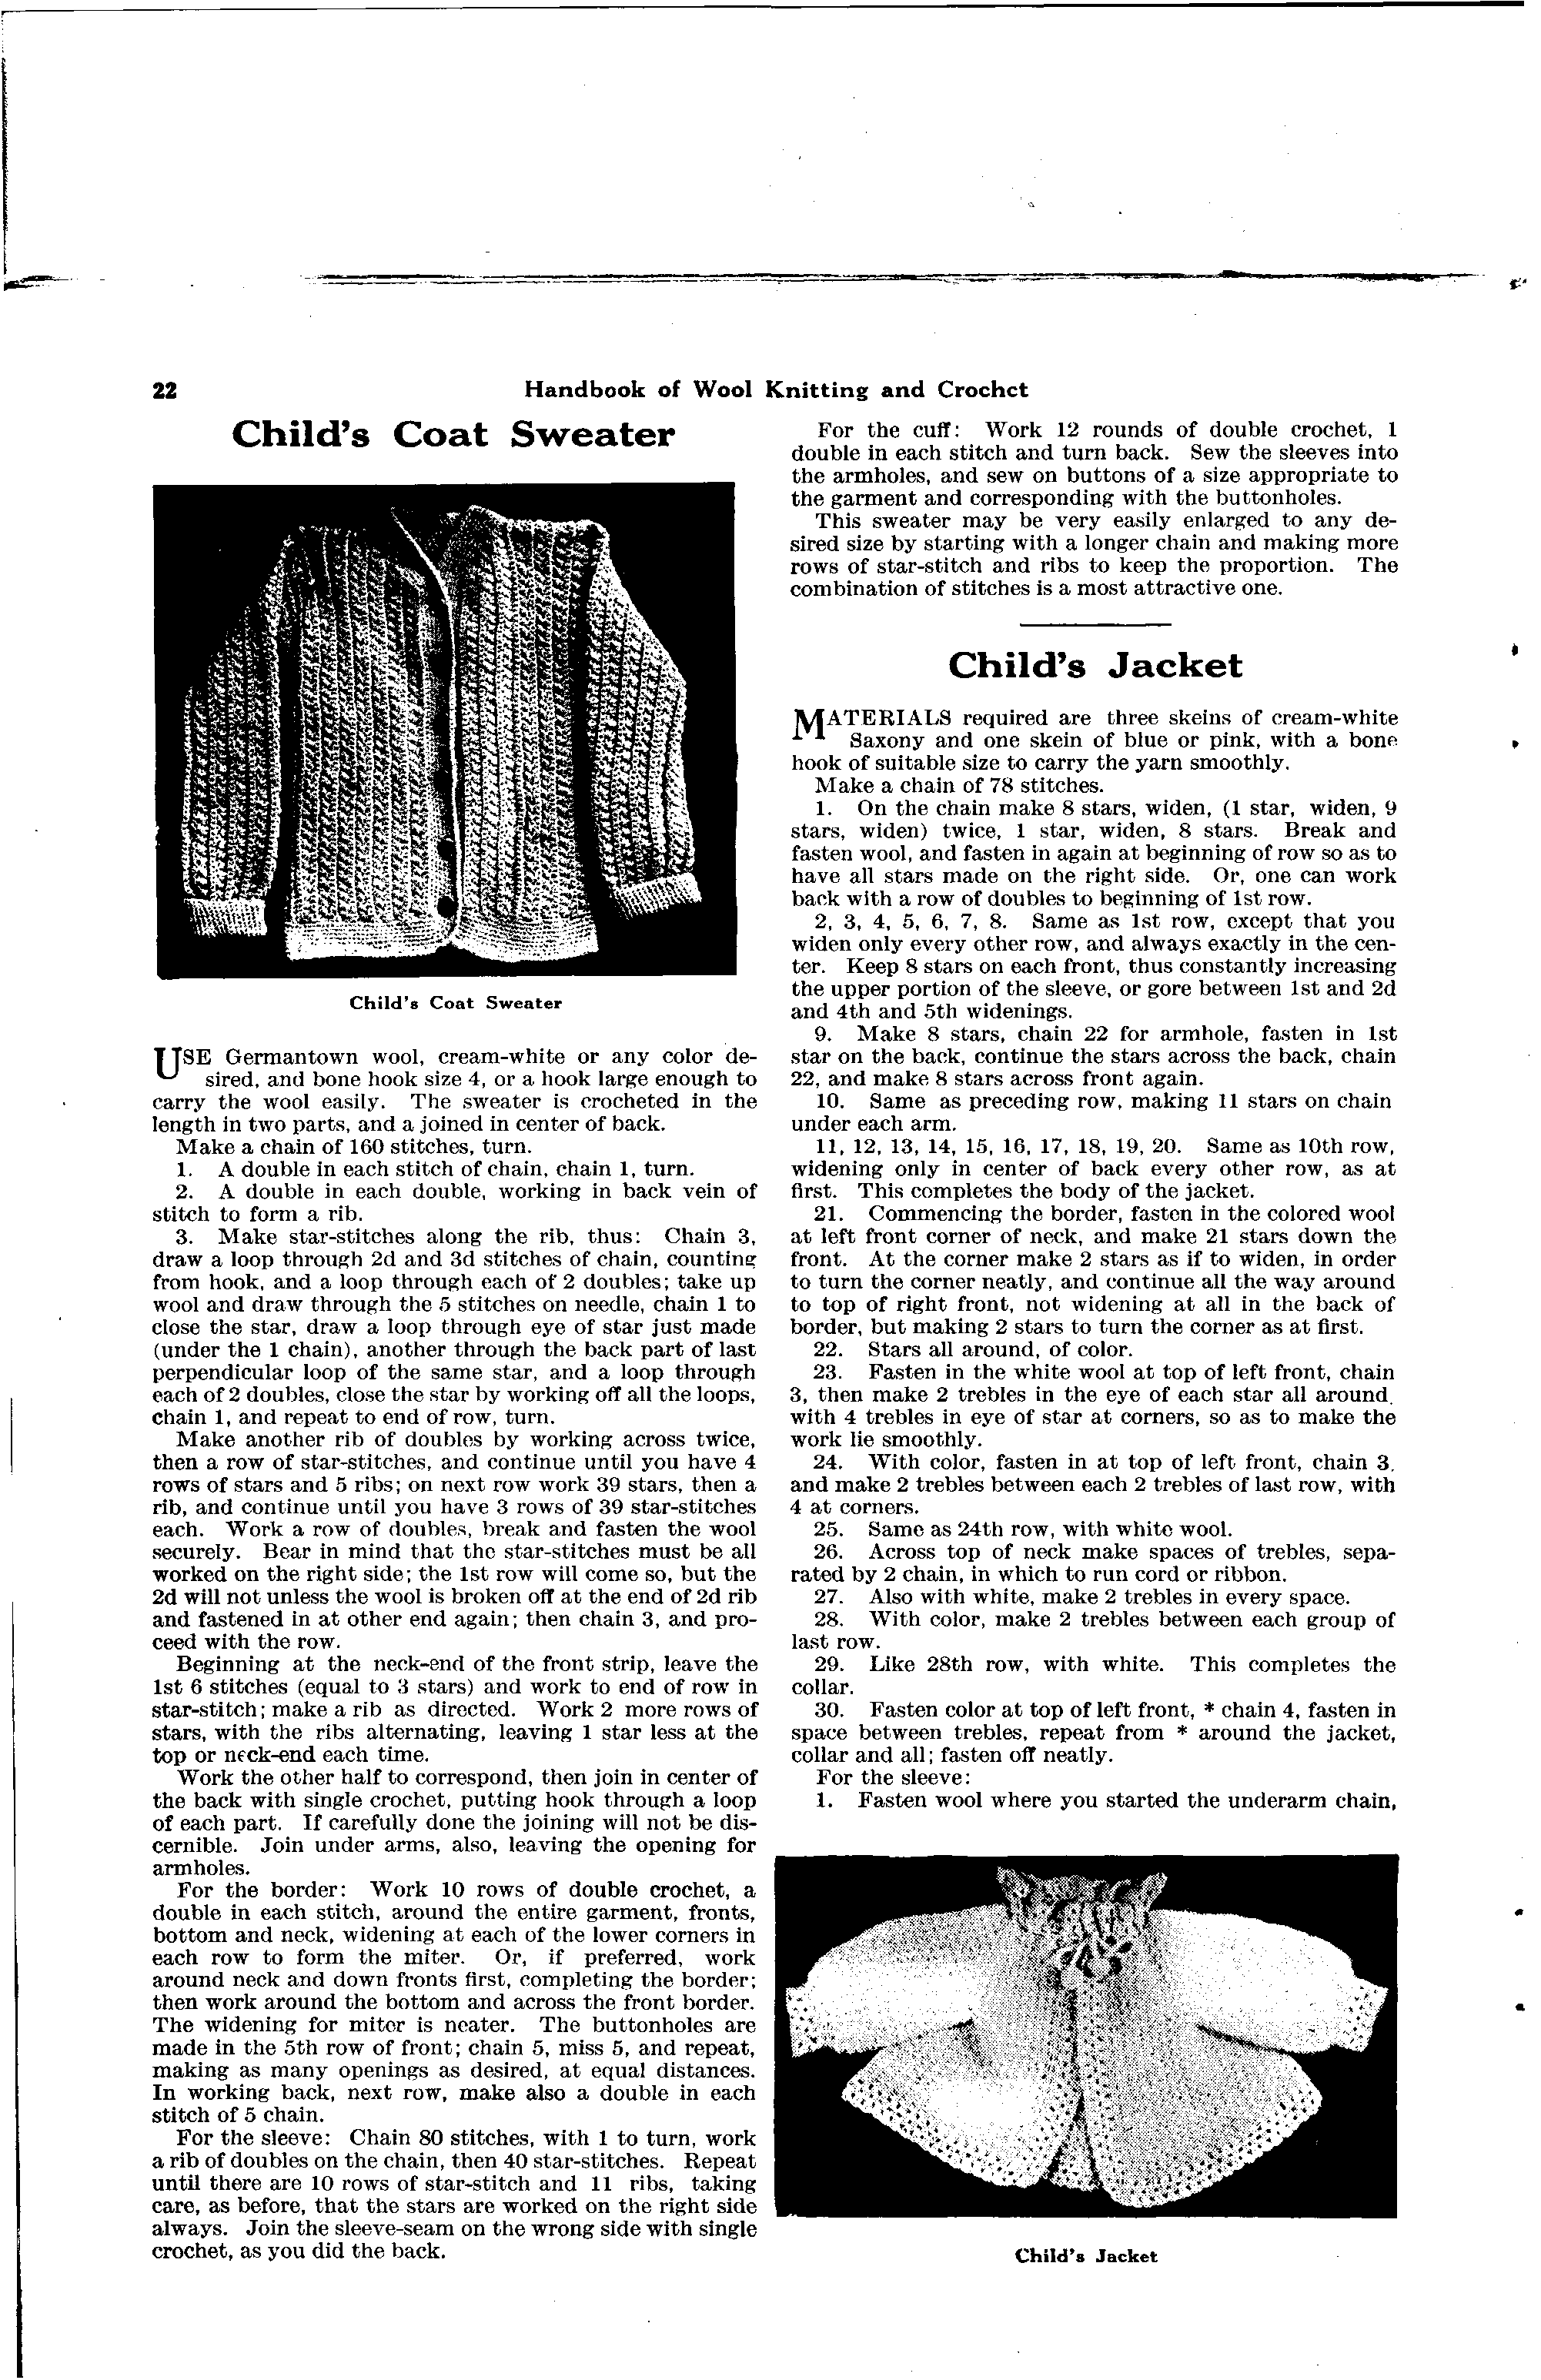 22
Handbook of Wool Knitting and Crochet
Child's Coat Sweater
Child's Coat Sweater
USE Germantown wool, cream-white or any color de-
sired, and bone hook size 4, or a hook large enough to
carry the wool easily. The sweater is crocheted in the
length in two parts, and a joined in center of back.
Make a chain of 160 stitches, turn.
1. A double in each stitch of chain, chain 1, turn.
2. A double in each double, working in back vein of
stitch to form a rib.
3. Make star-stitches along the rib, thus: Chain 3,
draw a loop through 2d and 3d stitches of chain, counting
from hook, and a loop through each of 2 doubles; take up
wool and draw through the 5 stitches on needle, chain 1 to
close the star, draw a loop through eye of star just made
(under the 1 chain), another through the back part of last
perpendicular loop of the same star, and a loop through
each of 2 doubles, close the star by working off all the loops,
chain 1, and repeat to end of row, turn.
Make another rib of doubles by working across twice,
then a row of star-stitches, and continue until you have 4
rows of stars and 5 ribs; on next row work 39 stars, then a
rib, and continue until you have 3 rows of 39 star-stitches
each. Work a row of doubles, break and fasten the wool
securely. Bear in mind that the star-stitches must be all
worked on the right side; the 1st row will come so, but the
2d will not unless the wool is broken off at the end of 2d rib
and fastened in at other end again; then chain 3, and pro-
ceed with the row.
Beginning at the neck-end of the front strip, leave the
1st 6 stitches (equal to 3 stars) and work to end of row in
star-stitch; make a rib as directed. Work 2 more rows of
stars, with the ribs alternating, leaving 1 star less at the
top or neck-end each time.
Work the other half to correspond, then join in center of
the back with single crochet, putting hook through a loop
of each part. If carefully done the joining will not be dis-
cernible. Join under arms, also, leaving the opening for
armholes.
For the border: Work 10 rows of double crochet, a
double in each stitch, around the entire garment, fronts,
bottom and neck, widening at each of the lower corners in
each row to form the miter. Or, if preferred, work
around neck and down fronts first, completing the border;
then work around the bottom and across the front border.
The widening for miter is neater. The buttonholes are
made in the 5th row of front; chain 5, miss 5, and repeat,
making as many openings as desired, at equal distances.
In working back, next row, make also a double in each
stitch of 5 chain.
For the sleeve: Chain 80 stitches, with 1 to turn, work
a rib of doubles on the chain, then 40 star-stitches. Repeat
until there are 10 rows of star-stitch and 11 ribs, taking
care, as before, that the stars are worked on the right side
always. Join the sleeve-seam on the wrong side with single
crochet, as you did the back.
For the cuff: Work 12 rounds of double crochet, 1
double in each stitch and turn back. Sew the sleeves into
the armholes, and sew on buttons of a size appropriate to
the garment and corresponding with the buttonholes.
This sweater may be very easily enlarged to any de-
sired size by starting with a longer chain and making more
rows of star-stitch and ribs to keep the proportion. The
combination of stitches is a most attractive one.
Child's Jacket
MATERIALS required are three skeins of cream-white
Saxony and one skein of blue or pink, with a bone
hook of suitable size to carry the yarn smoothly.
Make a chain of 78 stitches.
1. On the chain make 8 stars, widen, (1 star, widen, 9
stars, widen) twice, 1 star, widen, 8 stars. Break and
fasten wool, and fasten in again at beginning of row so as to
have all stars made on the right side. Or, one can work
back with a row of doubles to beginning of 1st row.
2, 3, 4, 5, 6, 7, 8. Same as 1st row, except that you
widen only every other row, and always exactly in the cen-
ter. Keep 8 stars on each front, thus constantly increasing
the upper portion of the sleeve, or gore between 1st and 2d
and 4th and 5th widenings.
9. Make 8 stars, chain 22 for armhole, fasten in 1st
star on the back, continue the stars across the back, chain
22, and make 8 stars across front again.
10. Same as preceding row, making 11 stars on chain
under each arm.
11, 12, 13, 14, 15, 16, 17, 18, 19, 20. Same as 10th row,
widening only in center of back every other row, as at
first. This completes the body of the jacket.
21. Commencing the border, fasten in the colored wool
at left front corner of neck, and make 21 stars down the
front. At the corner make 2 stars as if to widen, in order
to turn the corner neatly, and continue all the way around
to top of right front, not widening at all in the back of
border, but making 2 stars to turn the corner as at first.
22. Stars all around, of color.
23. Fasten in the white wool at top of left front, chain
3, then make 2 trebles in the eye of each star all around,
with 4 trebles in eye of star at corners, so as to make the
work lie smoothly.
24. With color, fasten in at top of left front, chain 3,
and make 2 trebles between each 2 trebles of last row, with
4 at corners.
25. Same as 24th row, with white wool.
26. Across top of neck make spaces of trebles, sepa-
rated by 2 chain, in which to run cord or ribbon.
27. Also with white, make 2 trebles in every space.
28. With color, make 2 trebles between each group of
last row.
29. Like 28th row, with white. This completes the
collar.
30. Fasten color at top of left front, * chain 4, fasten in
space between trebles, repeat from * around the jacket,
collar and all; fasten off neatly.
For the sleeve:
1. Fasten wool where you started the underarm chain,
Child's Jacket